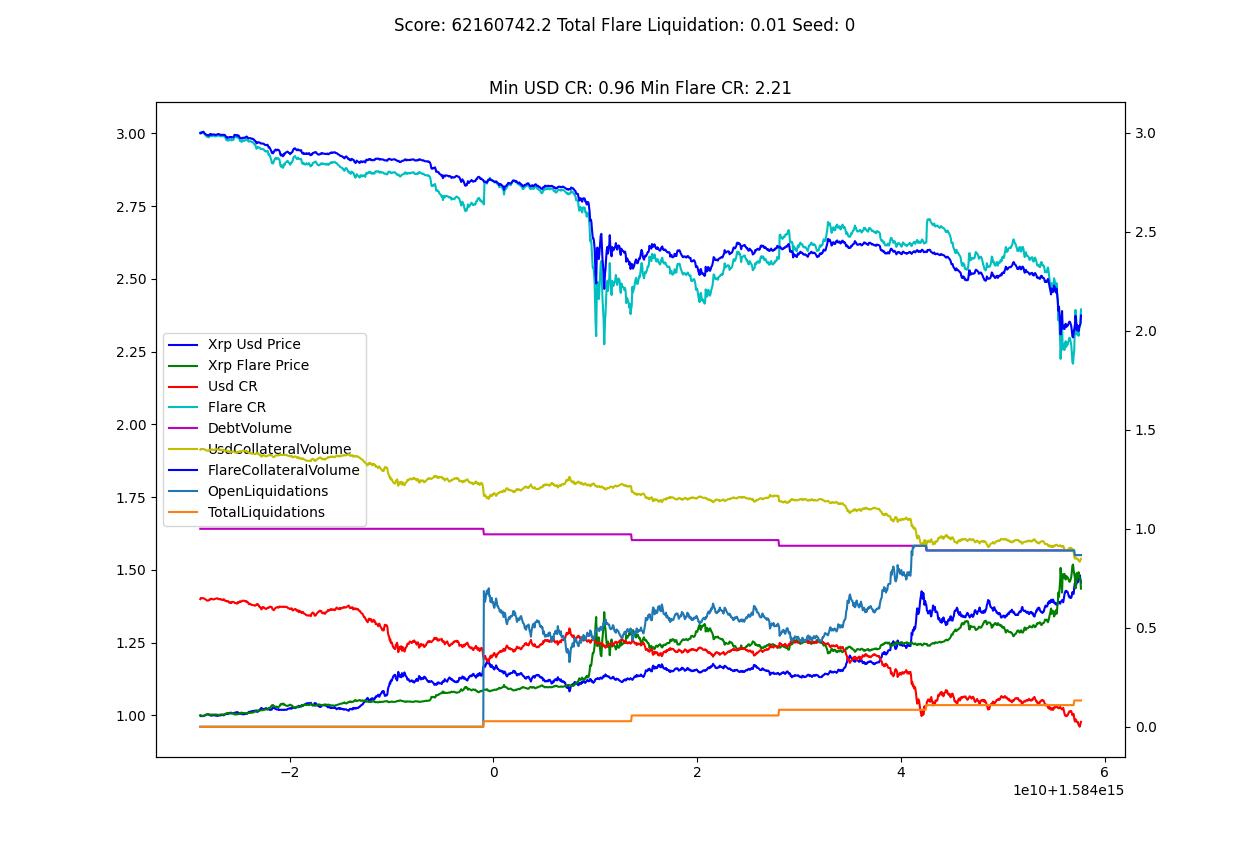 Score: 62160742.2 Total Flare Liquidation: 0.01 Seed: 0
Min USD CR: 0.96 Min Flare CR: 2.21
3.00
2.75
2.50
2.25
2.00
1.75
1.50
1.25
1.00
Xrp Usd Price
Xrp Flare Price
Usd CR
Flare CR
DebtVolume
UsdCollateralVolume
FlareCollateralVolume
OpenLiquidations
TotalLiquidations
3.0
2.5
2.0
1.5
1.0
0.5
0.0
−2 0 2 4 6
1e10+1.584e15